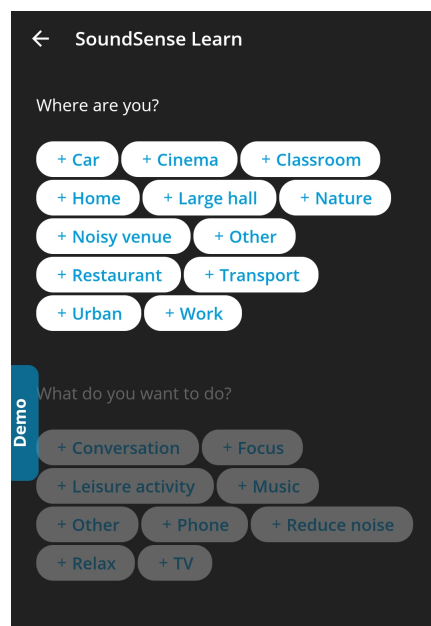 SoundSense Learn
Where are you?
+ Car + Cinema + Classroom
+ Home + Large hall + Nature
+ Noisy venue + Other
+ Restaurant + Transport
+ Urban + Work
Demo
What do you want to do?
+ Conversation + Focus
+ Leisure activity + Music
+ Other + Phone + Reduce noise
+ Relax + TV